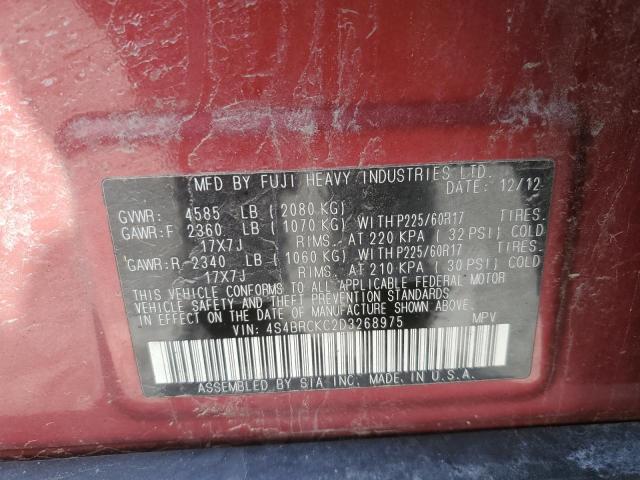 MFD BY FUJI HEAVY INDUSTRIES LTD.
DATE: 12/12
GVWR: 4585 LB (2080 KG)
GAWR:F 2360 LB (1070 KG) WITH P225/60R17 TIRES.
17X7J RIMS. AT 220 KPA (32 PSI) COLD
GAWR:R 2340 LB (1060 KG) WITH P225/60R17 TIRES.
17X7J RIMS. AT 210 KPA (30 PSI) COLD
THIS VEHICLE CONFORMS TO ALL APPLICABLE FEDERAL MOTOR
VEHICLE SAFETY AND THEFT PREVENTION STANDARDS IN
EFFECT ON THE DATE OF MANUFACTURE SHOWN ABOVE.
VIN: 4S4BRCKC2D3268975 MPV
ASSEMBLED BY SIA INC. MADE IN U.S.A.